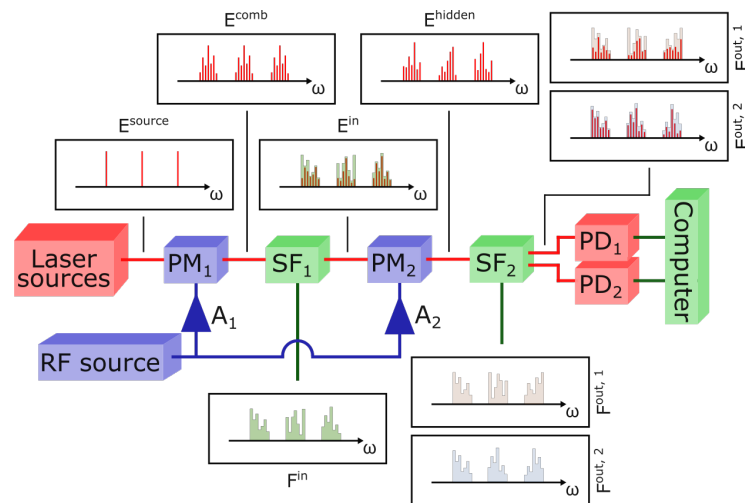 E^comb
E^hidden
E^out, 1
ω
ω
ω
E^source
E^in
E^out, 2
ω
ω
ω
Laser sources
PM₁
SF₁
PM₂
SF₂
PD₁
PD₂
Computer
A₁
A₂
RF source
F^out, 1
ω
ω
F^in
F^out, 2
ω